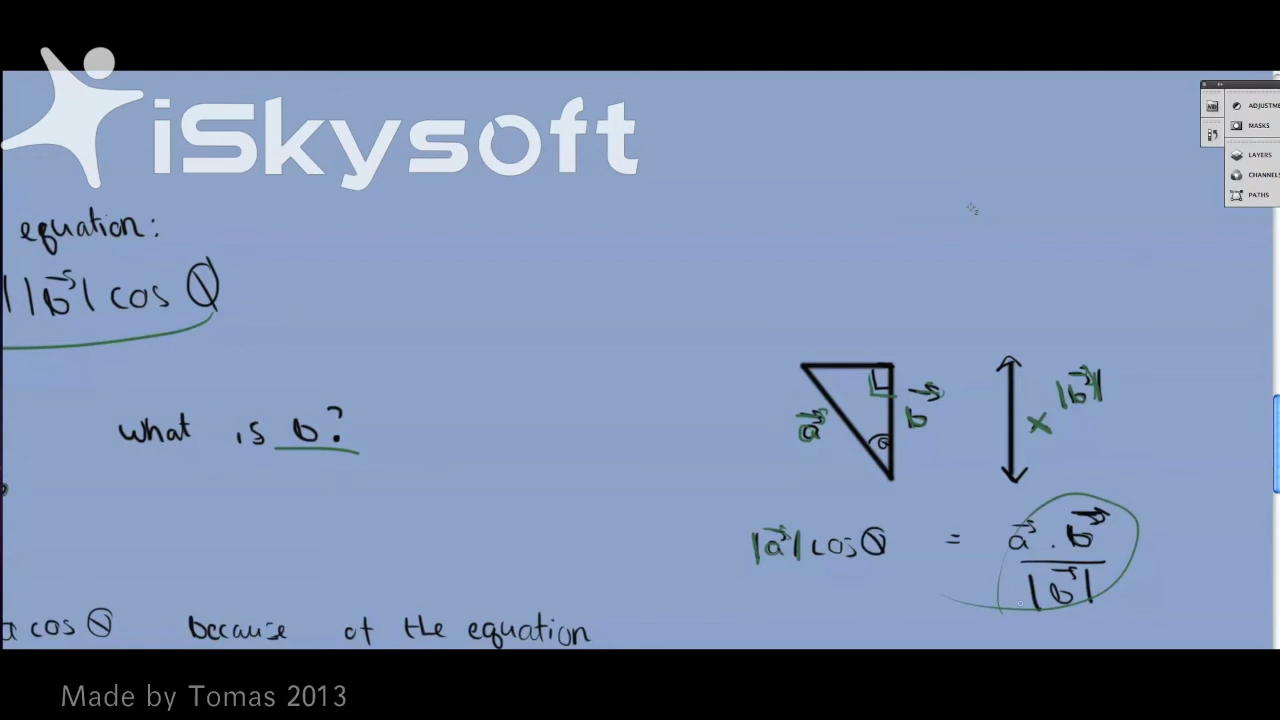 iSkysoft
ADJUSTME
MASKS
LAYERS
CHANNELS
PATHS
equation:
| |b⃗| cos θ
what is b?
a⃗ b⃗ × |b⃗|
θ
|a⃗| cos θ = a⃗ . b⃗
|b⃗|
a cos θ because of the equation
Made by Tomas 2013